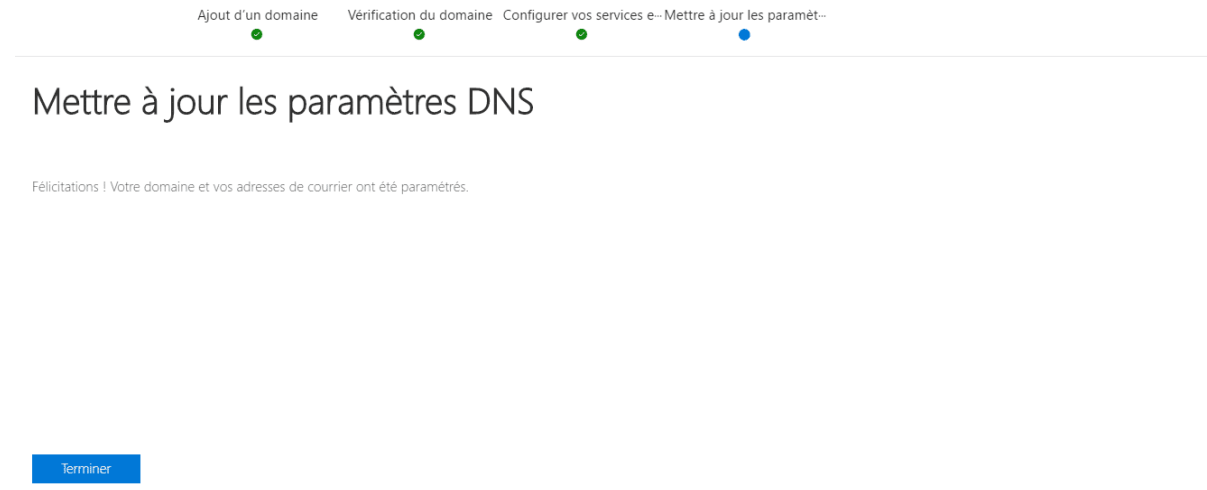 Ajout d'un domaine
Vérification du domaine
Configurer vos services e...
Mettre à jour les paramèt...
Mettre à jour les paramètres DNS
Félicitations ! Votre domaine et vos adresses de courrier ont été paramétrés.
Terminer